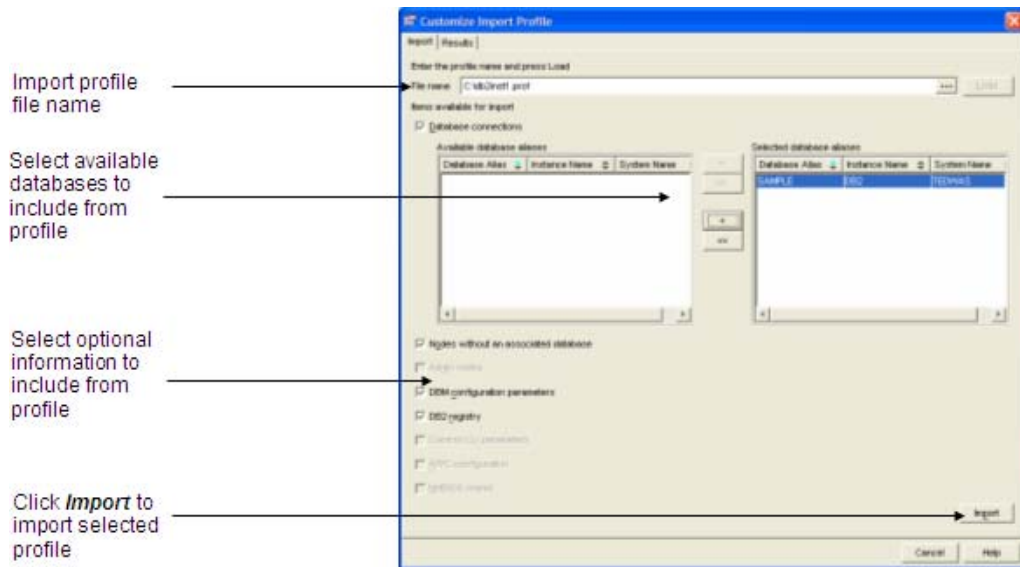 Customize Import Profile
Import Results
Enter the profile name and press Load
Import profile
file name
File name C:\db2inst1.prof ... Load
Items available for import
Database connections
Select available
databases to
include from
profile
Available database aliases
Database Alias Instance Name System Name
Selected database aliases
Database Alias Instance Name System Name
SAMPLE DB2
<
<<
Select optional
information to
include from
profile
Nodes without an associated database
DBM configuration parameters
DB2 registry
Click Import to
import selected
profile
Import
Cancel Help